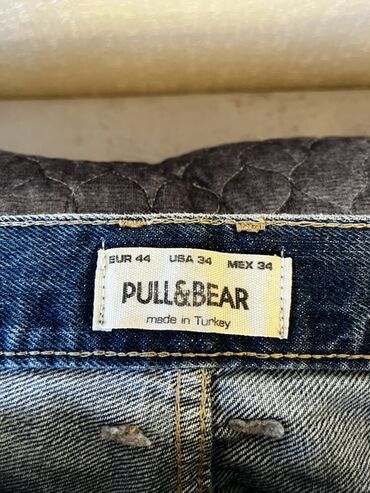 EUR 44 USA 34 MEX 34
PULL&BEAR
made in Turkey